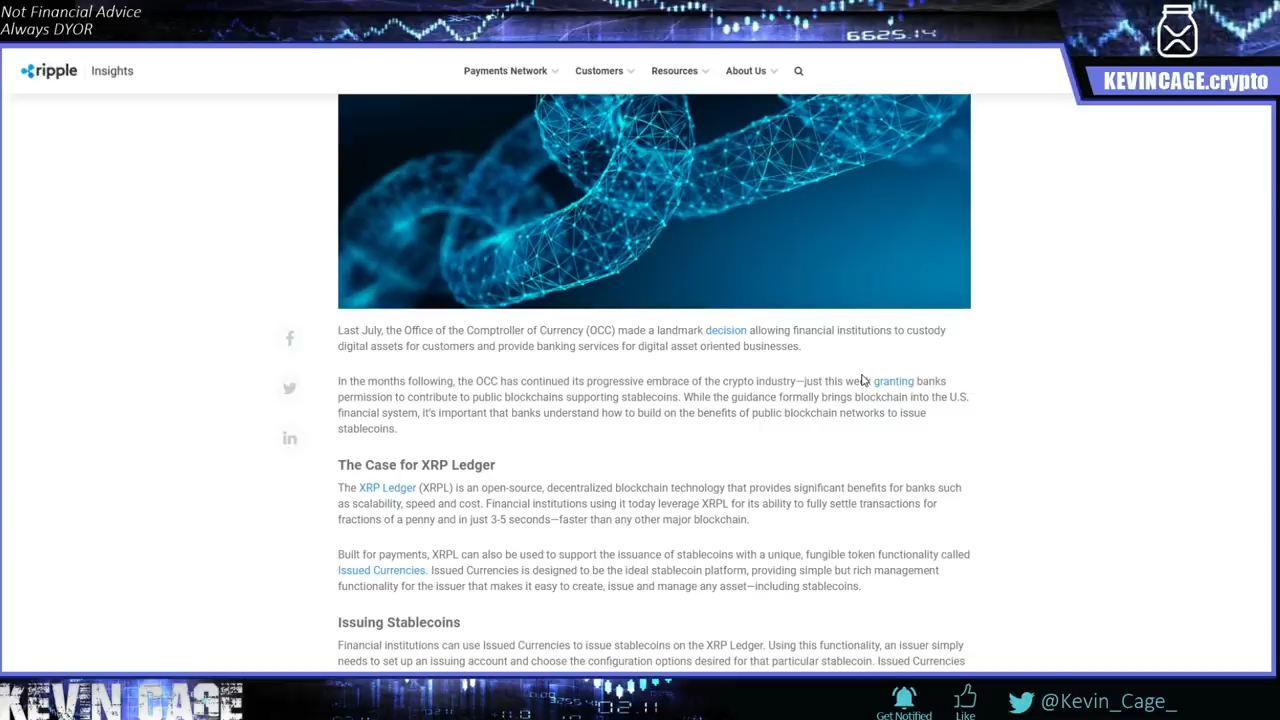 Not Financial Advice
Always DYOR
6625.14
KEVINCAGE.crypto
ripple Insights
Payments Network Customers Resources About Us
Last July, the Office of the Comptroller of Currency (OCC) made a landmark decision allowing financial institutions to custody
digital assets for customers and provide banking services for digital asset oriented businesses.
In the months following, the OCC has continued its progressive embrace of the crypto industry—just this week granting banks
permission to contribute to public blockchains supporting stablecoins. While the guidance formally brings blockchain into the U.S.
financial system, it's important that banks understand how to build on the benefits of public blockchain networks to issue
stablecoins.
The Case for XRP Ledger
The XRP Ledger (XRPL) is an open-source, decentralized blockchain technology that provides significant benefits for banks such
as scalability, speed and cost. Financial institutions using it today leverage XRPL for its ability to fully settle transactions for
fractions of a penny and in just 3-5 seconds—faster than any other major blockchain.
Built for payments, XRPL can also be used to support the issuance of stablecoins with a unique, fungible token functionality called
Issued Currencies. Issued Currencies is designed to be the ideal stablecoin platform, providing simple but rich management
functionality for the issuer that makes it easy to create, issue and manage any asset—including stablecoins.
Issuing Stablecoins
Financial institutions can use Issued Currencies to issue stablecoins on the XRP Ledger. Using this functionality, an issuer simply
needs to set up an issuing account and choose the configuration options desired for that particular stablecoin. Issued Currencies
KEVIN CAGE
Get Notified
Like
@Kevin_Cage_